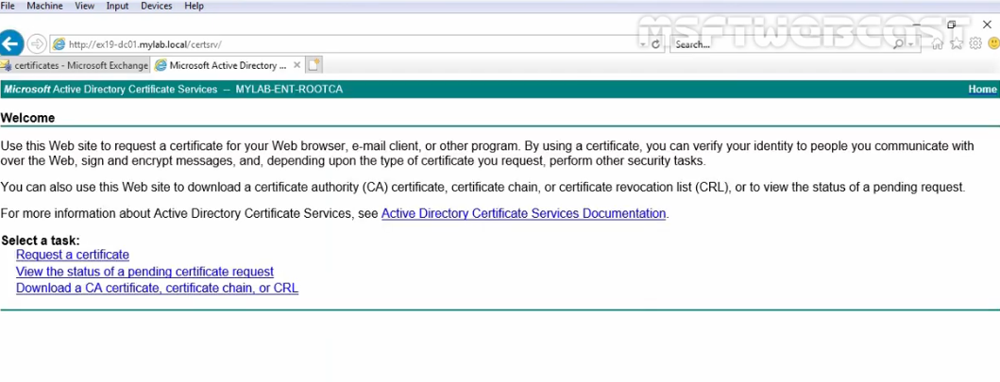 File Machine View Input Devices Help
MSFTWEBCAST
http://ex19-dc01.mylab.local/certsrv/ Search...
certificates - Microsoft Exchange Microsoft Active Directory ...
Microsoft Active Directory Certificate Services -- MYLAB-ENT-ROOTCA Home
Welcome
Use this Web site to request a certificate for your Web browser, e-mail client, or other program. By using a certificate, you can verify your identity to people you communicate with
over the Web, sign and encrypt messages, and, depending upon the type of certificate you request, perform other security tasks.
You can also use this Web site to download a certificate authority (CA) certificate, certificate chain, or certificate revocation list (CRL), or to view the status of a pending request.
For more information about Active Directory Certificate Services, see Active Directory Certificate Services Documentation.
Select a task:
Request a certificate
View the status of a pending certificate request
Download a CA certificate, certificate chain, or CRL